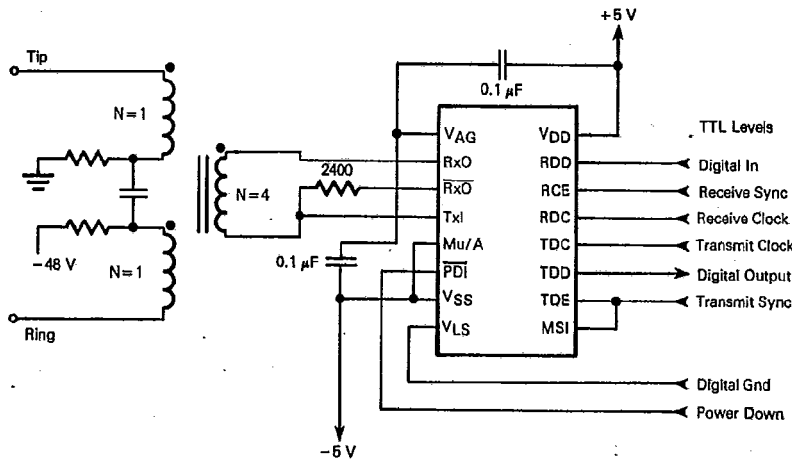 +5 V
Tip
0.1 µF
N=1
VAG
VDD
TTL Levels
RxO
RDD
Digital In
2400
N=4
RxO
RCE
Receive Sync
TxI
RDC
Receive Clock
Mu/A
TDC
Transmit Clock
-48 V
N=1
0.1 µF
PDI
TDD
Digital Output
VSS
TDE
Transmit Sync
VLS
MSI
Ring
Digital Gnd
Power Down
-5 V